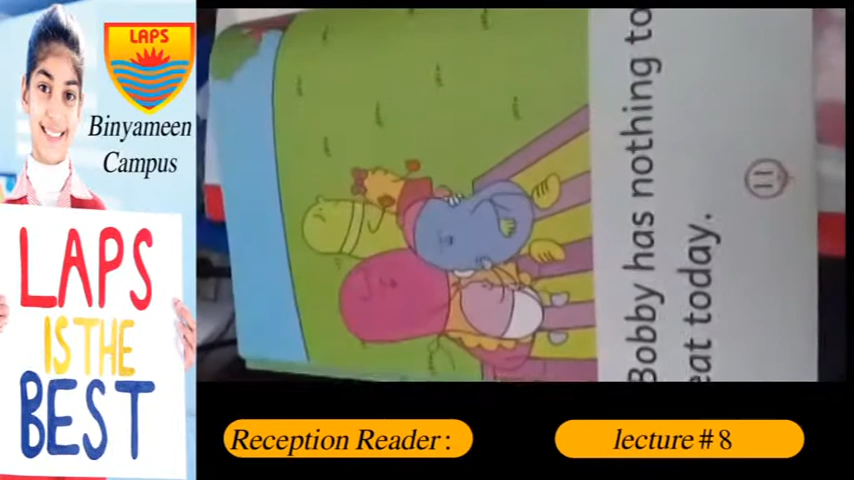 LAPS
Binyameen
Campus
LAPS
IS THE
BEST
Bobby has nothing to
eat today.
11
Reception Reader :
lecture # 8